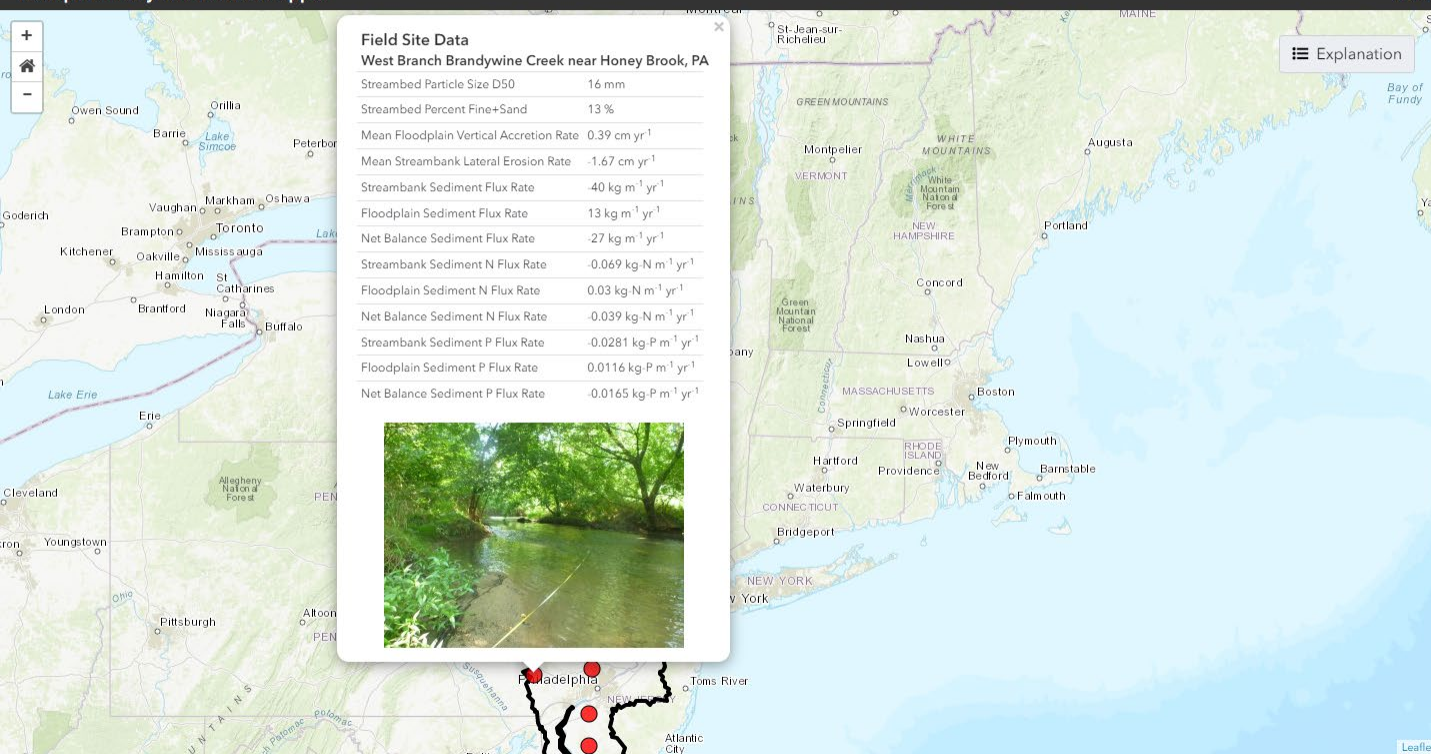 Field Site Data
West Branch Brandywine Creek near Honey Brook, PA
Streambed Particle Size D50 16 mm
Streambed Percent Fine+Sand 13 %
Mean Floodplain Vertical Accretion Rate 0.39 cm yr-1
Mean Streambank Lateral Erosion Rate -1.67 cm yr-1
Streambank Sediment Flux Rate -40 kg m-1 yr-1
Floodplain Sediment Flux Rate 13 kg m-1 yr-1
Net Balance Sediment Flux Rate -27 kg m-1 yr-1
Streambank Sediment N Flux Rate -0.069 kg-N m-1 yr-1
Floodplain Sediment N Flux Rate 0.03 kg-N m-1 yr-1
Net Balance Sediment N Flux Rate -0.039 kg-N m-1 yr-1
Streambank Sediment P Flux Rate -0.0281 kg-P m-1 yr-1
Floodplain Sediment P Flux Rate 0.0116 kg-P m-1 yr-1
Net Balance Sediment P Flux Rate -0.0165 kg-P m-1 yr-1
×
+
−
Explanation
Owen Sound
Orillia
Barrie
Lake
Simcoe
Goderich
Vaughan
Markham
Oshawa
Brampton
Toronto
Kitchener
Oakville
Mississauga
Hamilton
St
Catharines
London
Brantford
Niagara
Falls
Buffalo
Lake Erie
Erie
Cleveland
Allegheny
National
Forest
Youngstown
Ohio
Pittsburgh
Susquehanna
Potomac
Philadelphia
NEW JERSEY
Toms River
Atlantic
City
St-Jean-sur-
Richelieu
MAINE
Bay of
Fundy
GREEN MOUNTAINS
Montpelier
VERMONT
WHITE
MOUNTAINS
Augusta
Merrimack
White
Mountain
National
Forest
NEW
HAMPSHIRE
Portland
Concord
Green
Mountain
National
Forest
Nashua
Lowell
Connecticut
MASSACHUSETTS
Boston
Worcester
Springfield
RHODE
ISLAND
Plymouth
Hartford
Providence
New
Bedford
Barnstable
Waterbury
Falmouth
CONNECTICUT
Bridgeport
NEW YORK